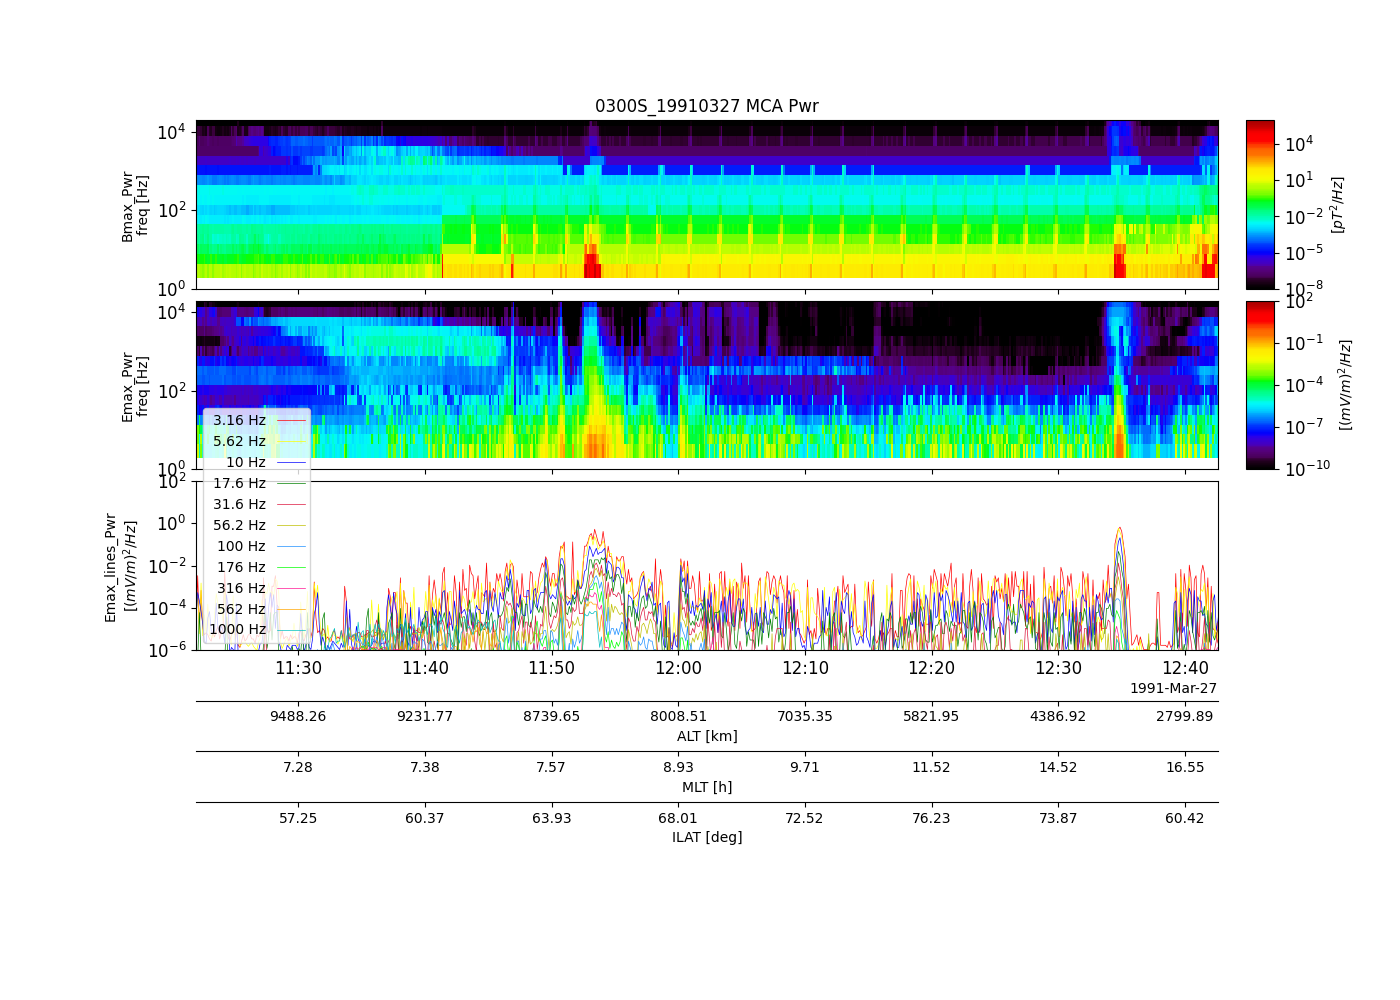 0300S_19910327 MCA Pwr
10^4
10^2
10^0
Bmax_Pwr
freq [Hz]
10^4
10^1
10^-2
10^-5
10^-8
[pT^2/Hz]
10^4
10^2
10^0
Emax_Pwr
freq [Hz]
10^2
10^-1
10^-4
10^-7
10^-10
[(mV/m)^2/Hz]
3.16 Hz
5.62 Hz
10 Hz
17.6 Hz
31.6 Hz
56.2 Hz
100 Hz
176 Hz
316 Hz
562 Hz
1000 Hz
10^2
10^0
10^-2
10^-4
10^-6
Emax_lines_Pwr
[(mV/m)^2/Hz]
11:30 11:40 11:50 12:00 12:10 12:20 12:30 12:40
1991-Mar-27
9488.26 9231.77 8739.65 8008.51 7035.35 5821.95 4386.92 2799.89
ALT [km]
7.28 7.38 7.57 8.93 9.71 11.52 14.52 16.55
MLT [h]
57.25 60.37 63.93 68.01 72.52 76.23 73.87 60.42
ILAT [deg]